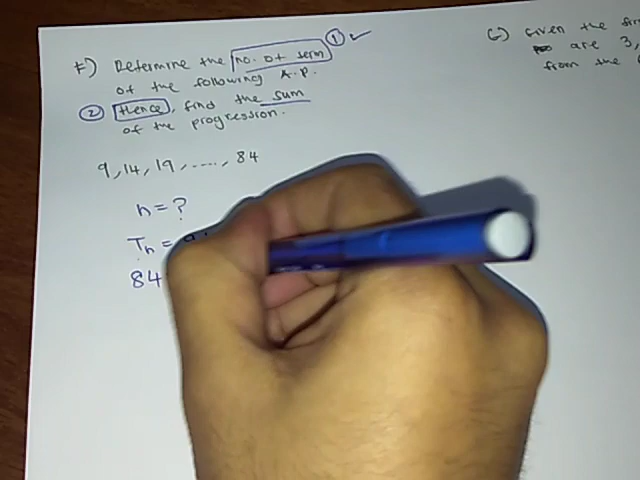 F) Determine the no. of term ① ✓
of the following A.P.
② Hence, find the sum
of the progression.
9, 14, 19, ....., 84
n = ?
Tn =
84
G) Given the
are 3,
from the